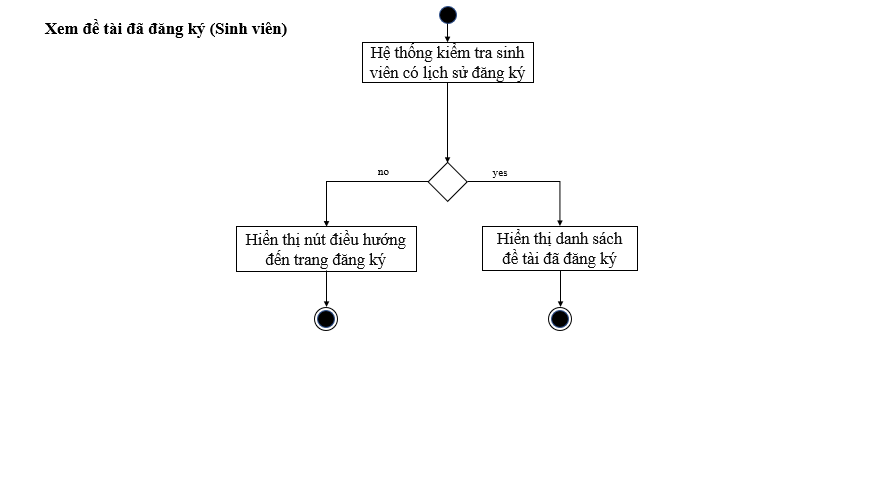 Xem đề tài đã đăng ký (Sinh viên)
Hệ thống kiểm tra sinh
viên có lịch sử đăng ký
no
yes
Hiển thị nút điều hướng
đến trang đăng ký
Hiển thị danh sách
đề tài đã đăng ký